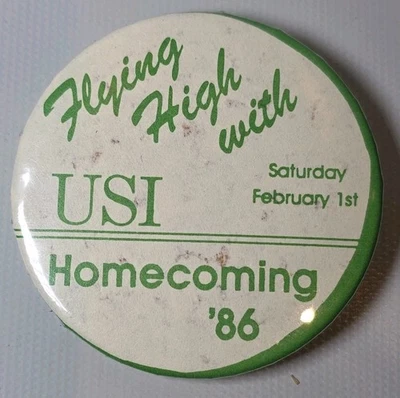 Flying
High
with
USI
Saturday
February 1st
Homecoming
'86